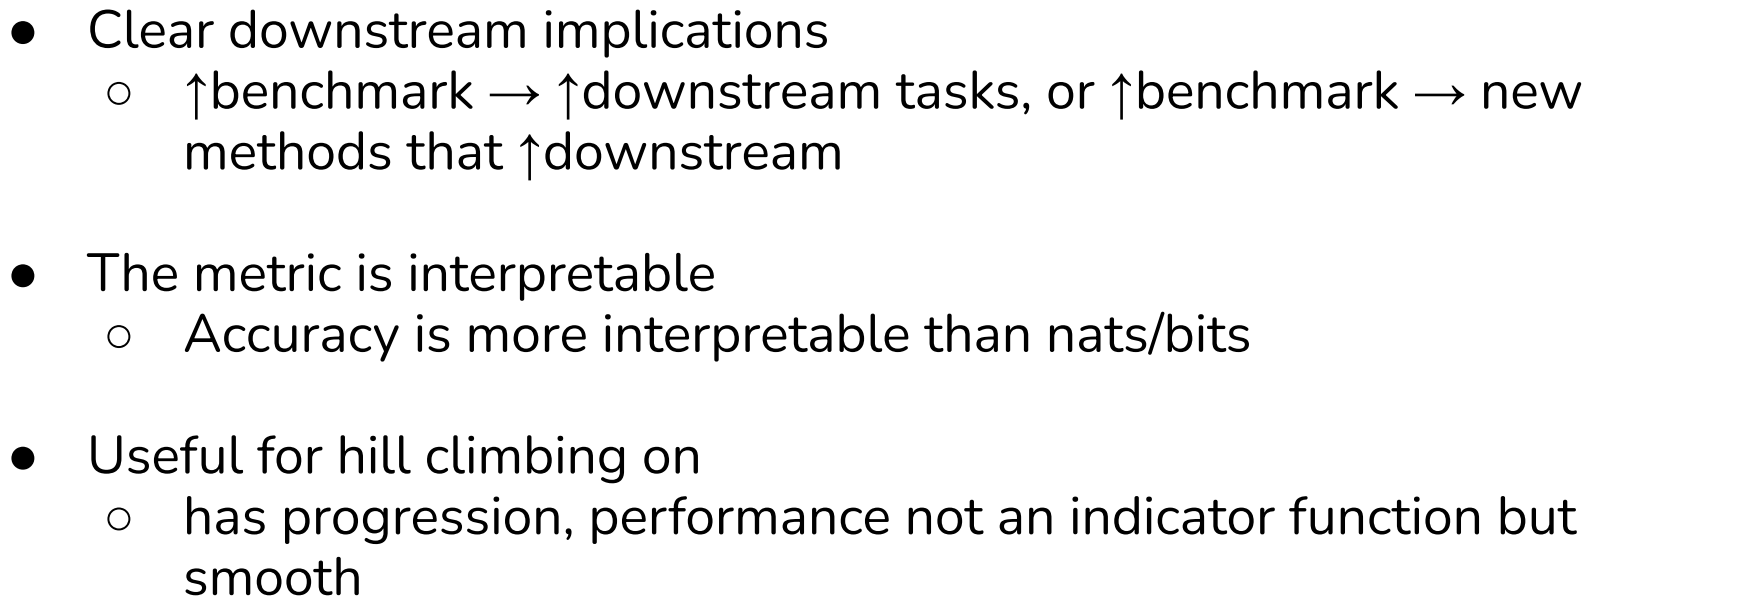 ● Clear downstream implications
○ ↑benchmark → ↑downstream tasks, or ↑benchmark → new
methods that ↑downstream
● The metric is interpretable
○ Accuracy is more interpretable than nats/bits
● Useful for hill climbing on
○ has progression, performance not an indicator function but
smooth